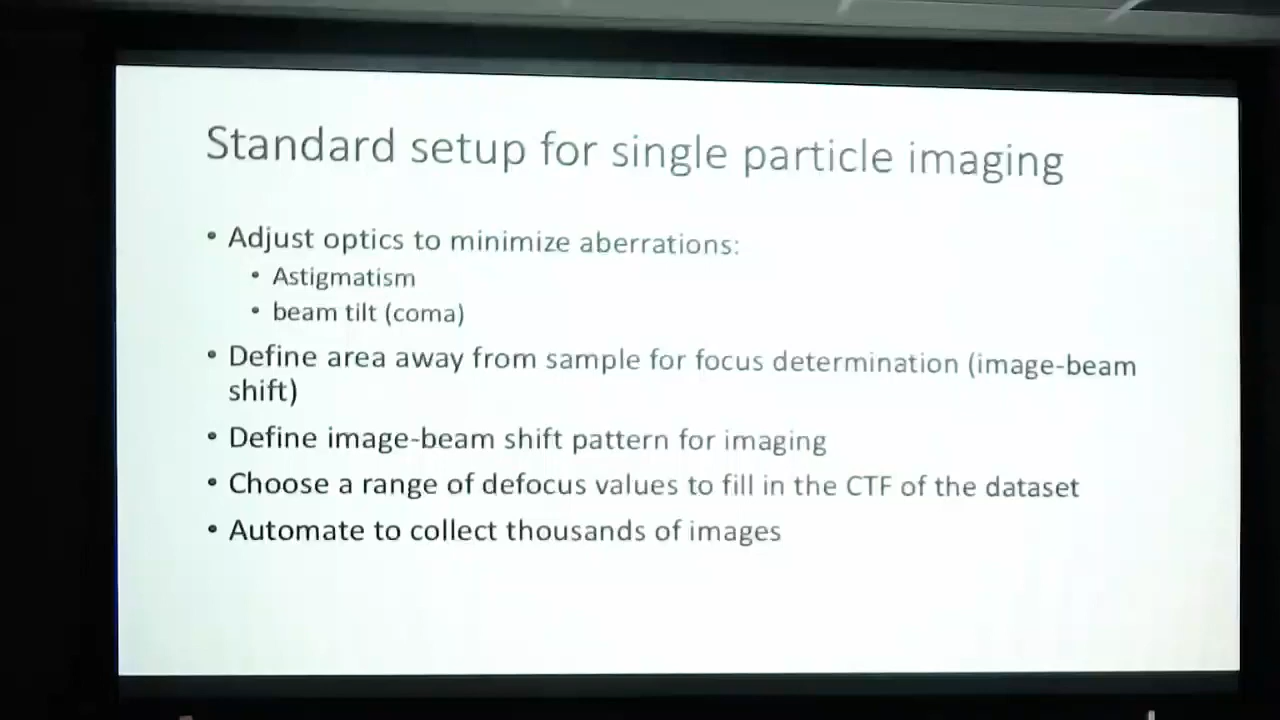 Standard setup for single particle imaging
• Adjust optics to minimize aberrations:
• Astigmatism
• beam tilt (coma)
• Define area away from sample for focus determination (image-beam
shift)
• Define image-beam shift pattern for imaging
• Choose a range of defocus values to fill in the CTF of the dataset
• Automate to collect thousands of images